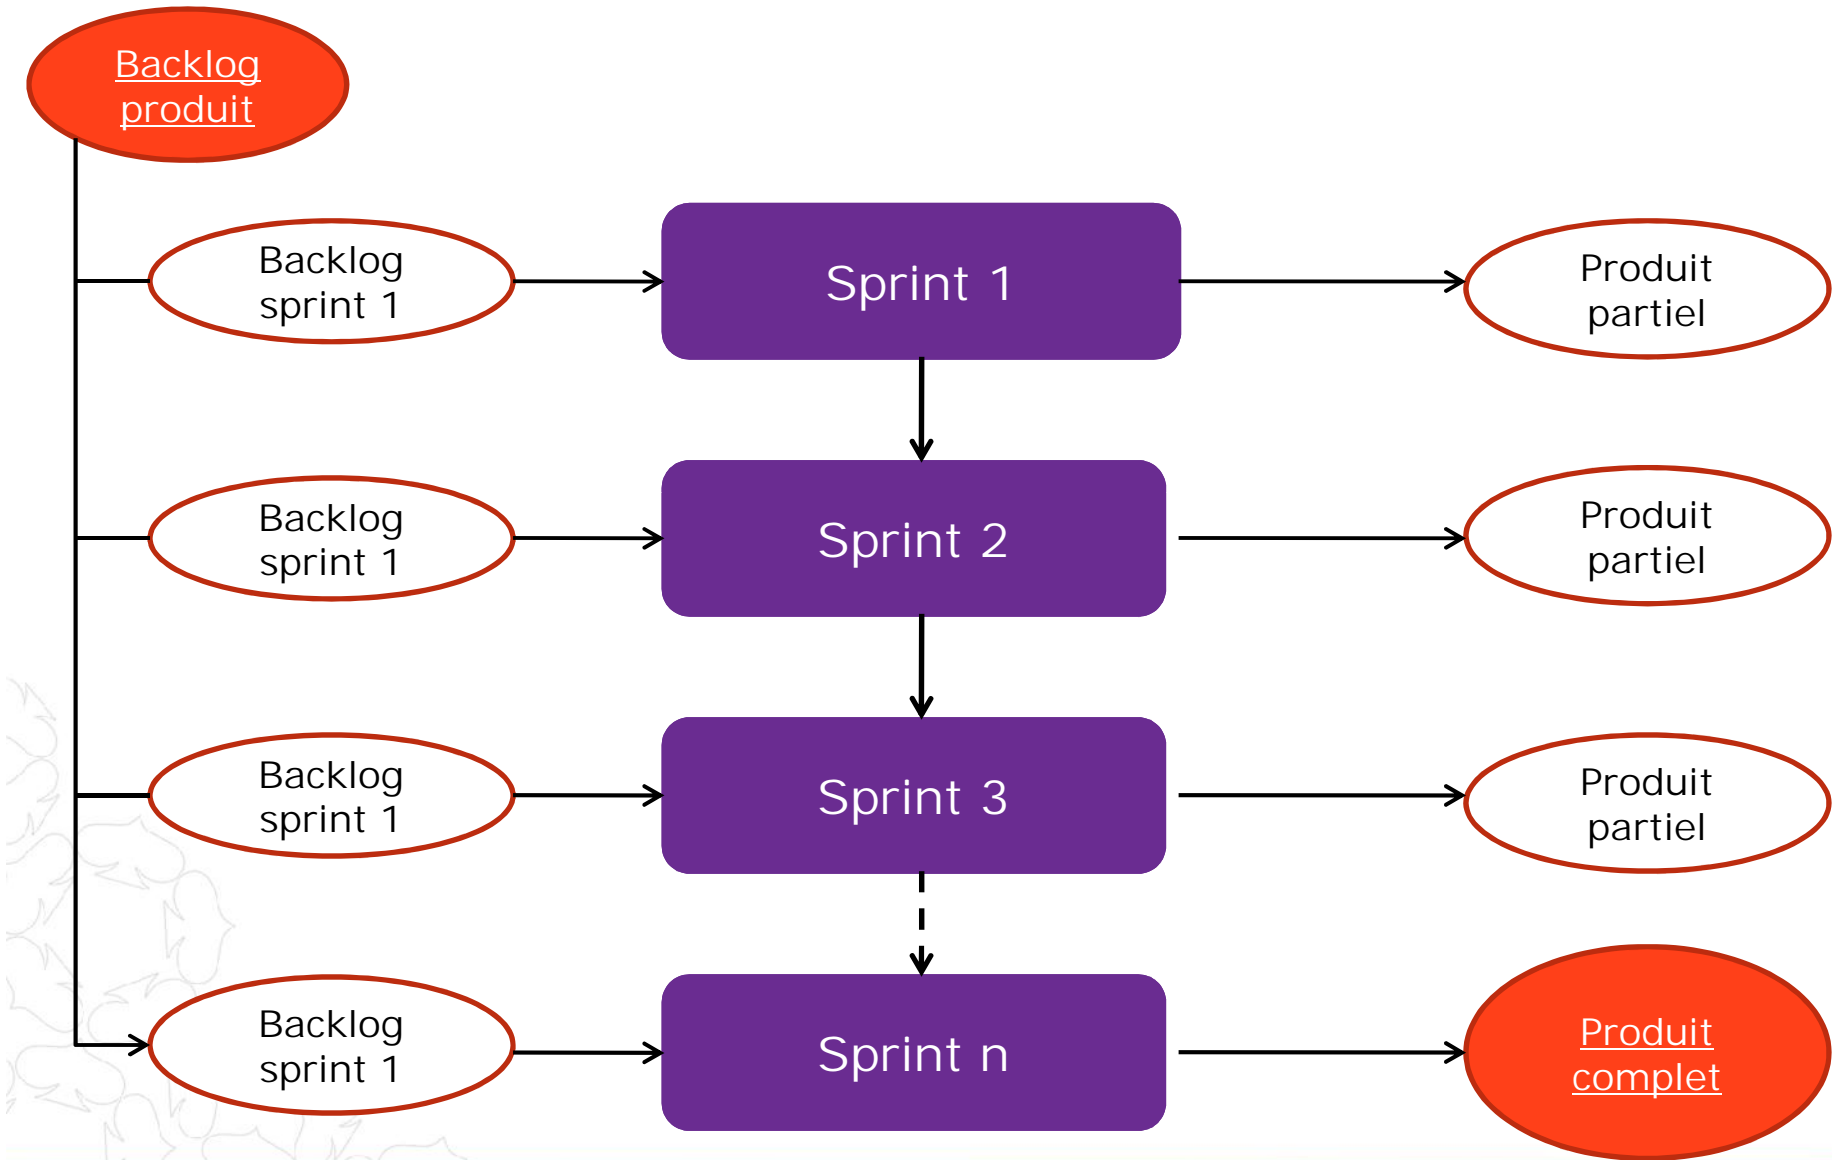 Backlog
produit
Backlog
sprint 1
Sprint 1
Produit
partiel
Backlog
sprint 1
Sprint 2
Produit
partiel
Backlog
sprint 1
Sprint 3
Produit
partiel
Backlog
sprint 1
Sprint n
Produit
complet